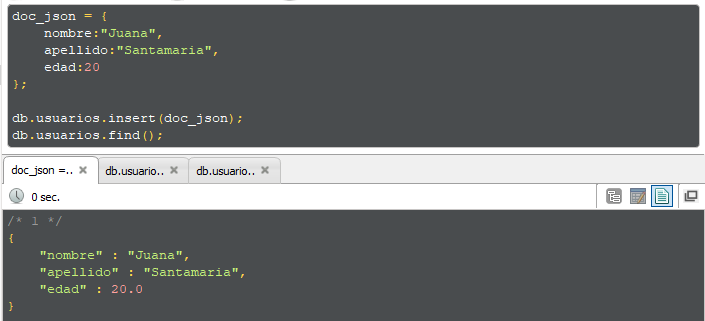 doc_json = {
    nombre:"Juana",
    apellido:"Santamaria",
    edad:20
};

db.usuarios.insert(doc_json);
db.usuarios.find();
doc_json =.. × db.usuario.. × db.usuario.. ×
0 sec.
/* 1 */
{
    "nombre" : "Juana",
    "apellido" : "Santamaria",
    "edad" : 20.0
}